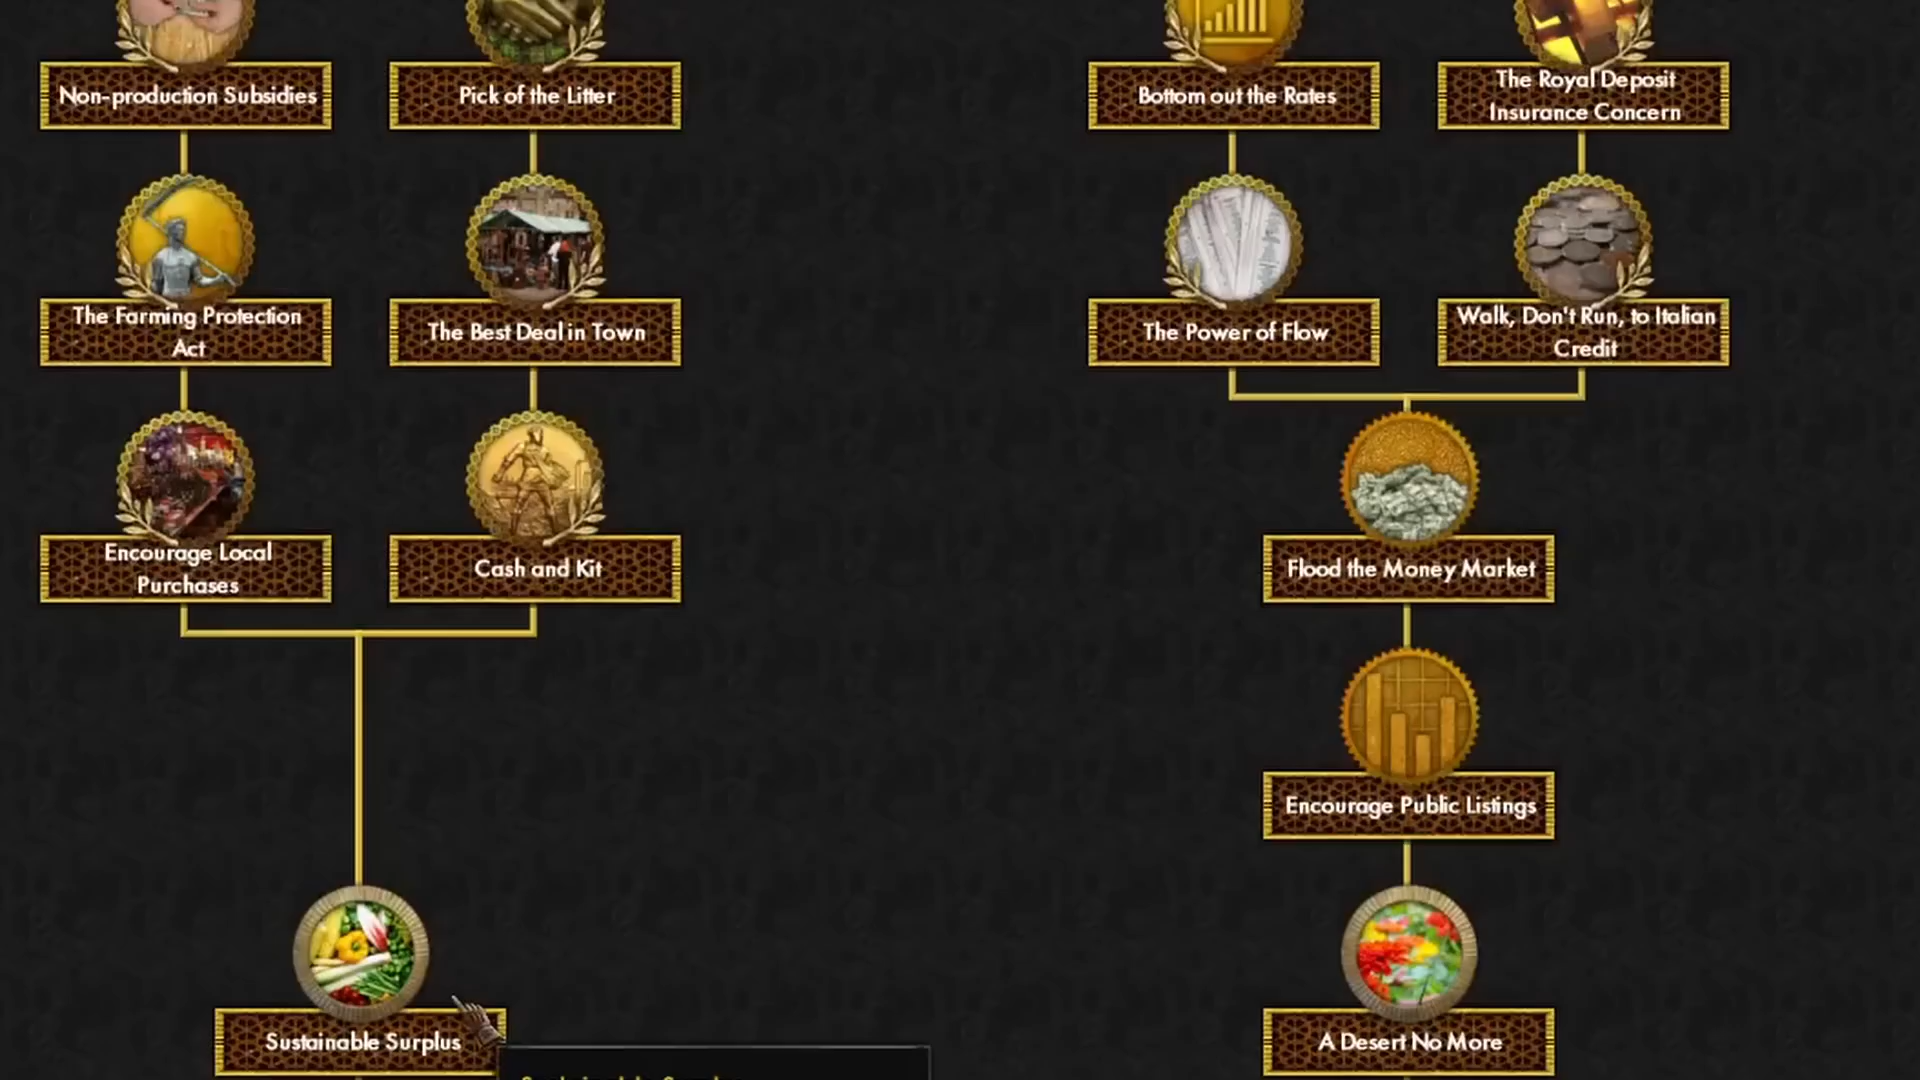 Non-production Subsidies
Pick of the Litter
Bottom out the Rates
The Royal Deposit
Insurance Concern
The Farming Protection
Act
The Best Deal in Town
The Power of Flow
Walk, Don't Run, to Italian
Credit
Encourage Local
Purchases
Cash and Kit
Flood the Money Market
Encourage Public Listings
Sustainable Surplus
A Desert No More